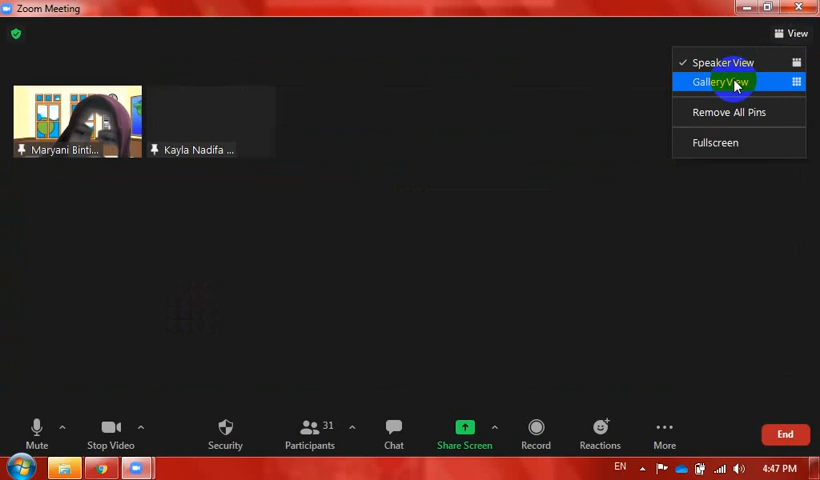 Zoom Meeting
View
Speaker View
Gallery View
Remove All Pins
Fullscreen
Maryani Binti...
Kayla Nadifa ...
31
Mute
Stop Video
Security
Participants
Chat
Share Screen
Record
Reactions
More
End
EN
4:47 PM